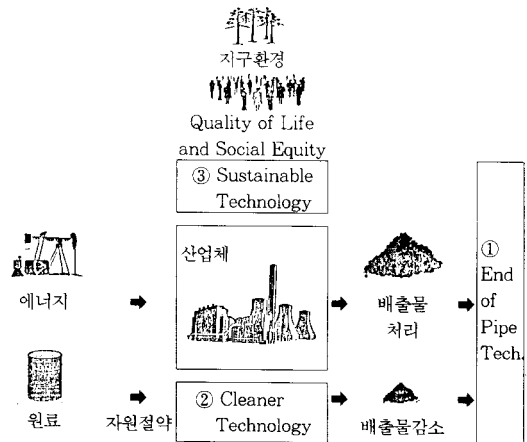 지구환경
Quality of Life
and Social Equity
③ Sustainable
Technology
산업체
에너지
배출물
처리
①
End
of
Pipe
Tech.
원료
자원절약
② Cleaner
Technology
배출물감소